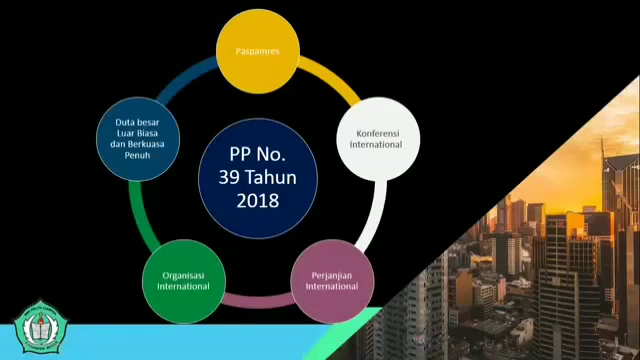 Paspamres
Duta besar
Luar Biasa
dan Berkuasa
Penuh
Konferensi
International
PP No.
39 Tahun
2018
Organisasi
International
Perjanjian
International